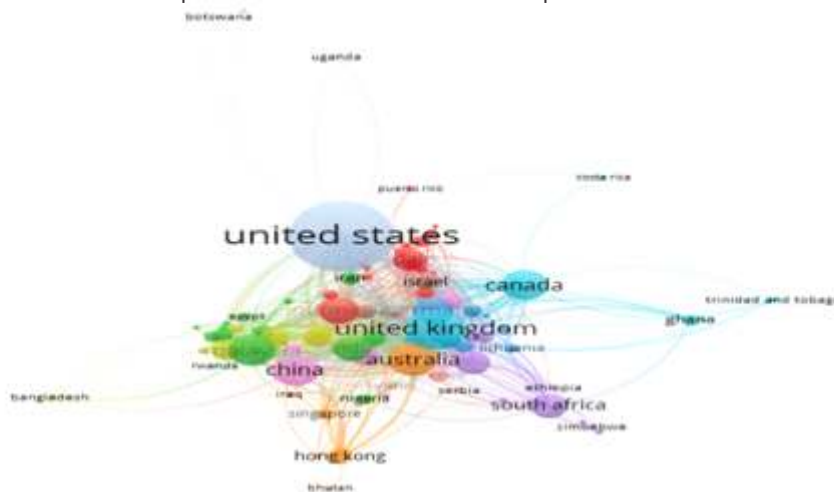 botswana
uganda
puerto rico
costa rica
united states
iran
israel
canada
trinidad and tobag
egypt
ghana
united kingdom
lithuania
rwanda
china
australia
iraq
nigeria
serbia
ethiopia
bangladesh
singapore
south africa
zimbabwe
hong kong
bhutan